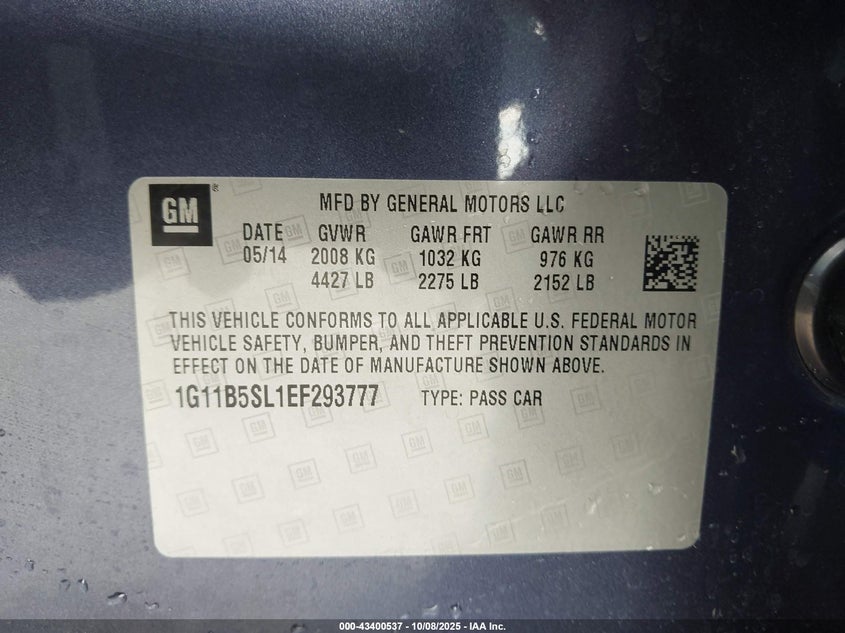 GM ®
MFD BY GENERAL MOTORS LLC
DATE GVWR GAWR FRT GAWR RR
05/14 2008 KG 1032 KG 976 KG
4427 LB 2275 LB 2152 LB
THIS VEHICLE CONFORMS TO ALL APPLICABLE U.S. FEDERAL MOTOR
VEHICLE SAFETY, BUMPER, AND THEFT PREVENTION STANDARDS IN
EFFECT ON THE DATE OF MANUFACTURE SHOWN ABOVE.
1G11B5SL1EF293777 TYPE: PASS CAR
000-43400537 - 10/08/2025 - IAA Inc.